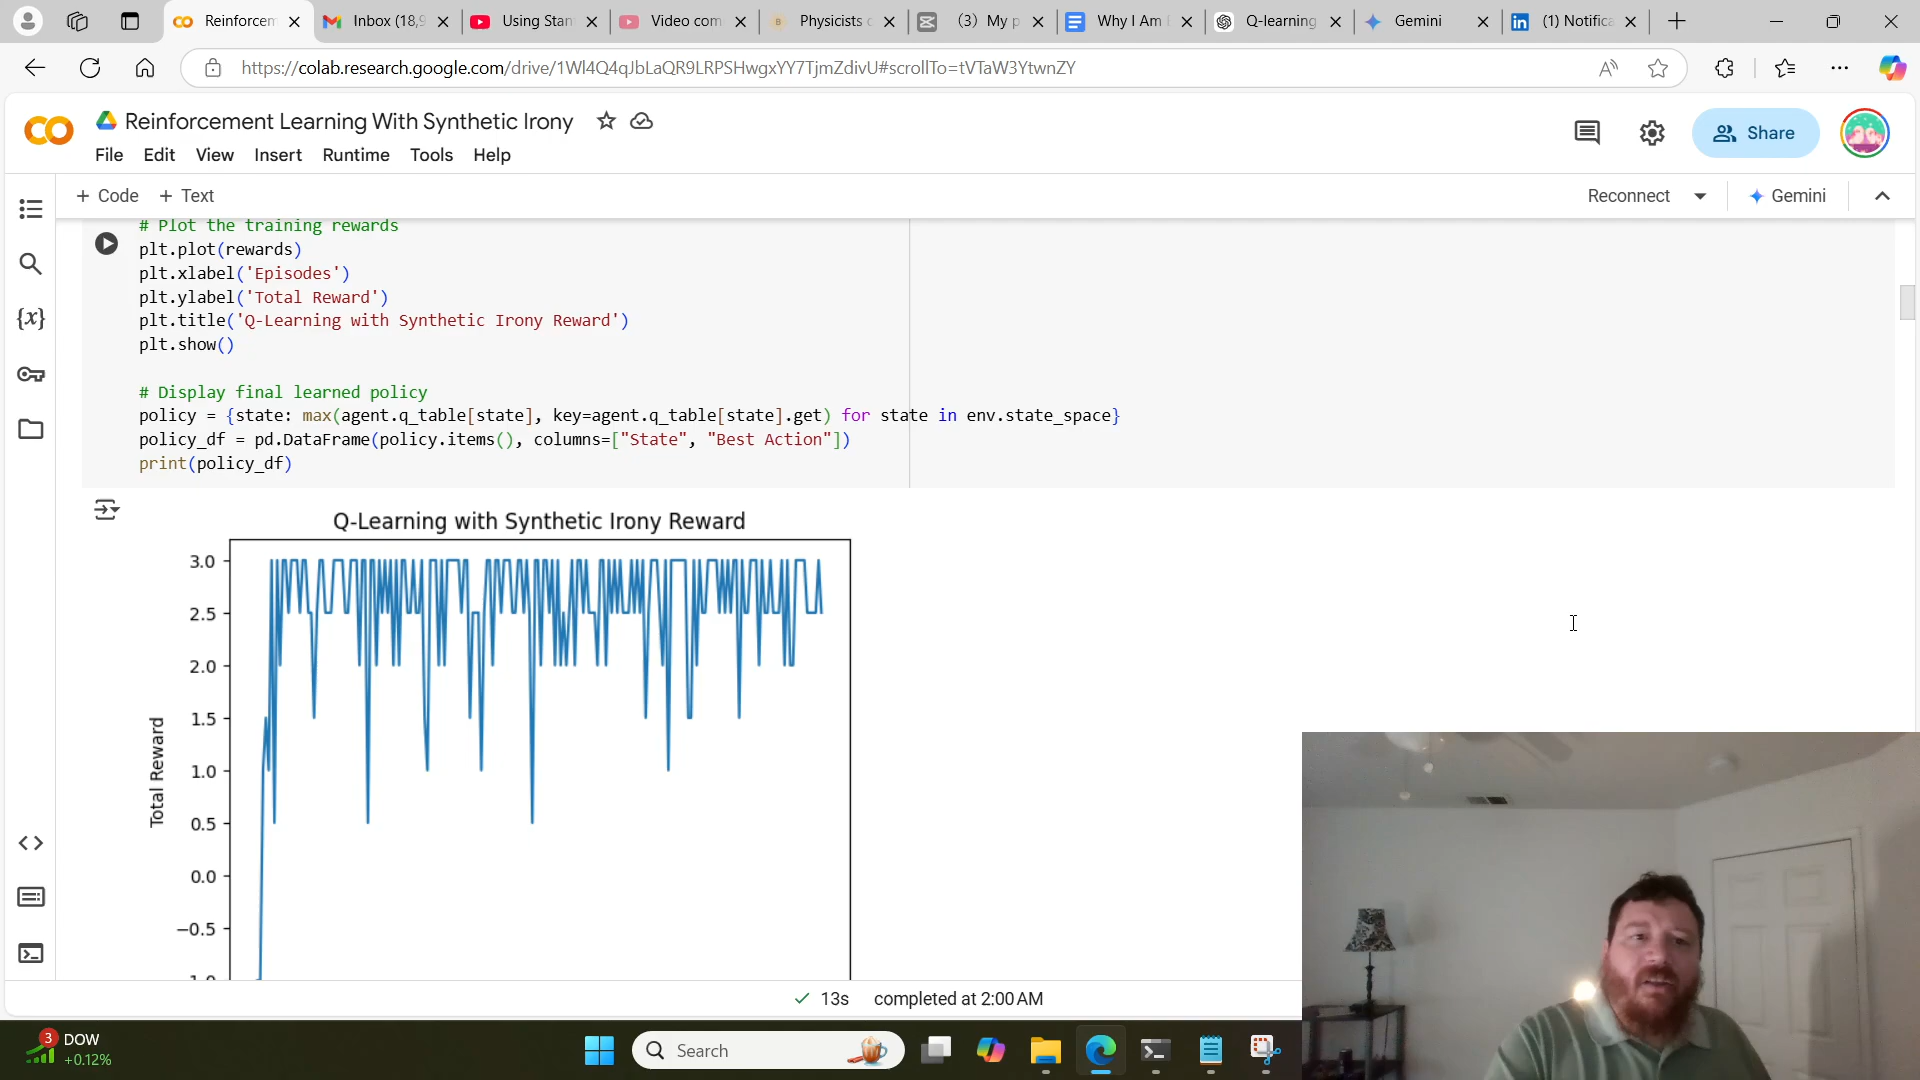 Reinforcem
Inbox (18,9
Using Stan
Video com
Physicists c
(3) My p
Why I Am I
Q-learning
Gemini
(1) Notifica
https://colab.research.google.com/drive/1Wl4Q4qJbLaQR9LRPSHwgxYY7TjmZdivU#scrollTo=tVTaW3YtwnZY
Reinforcement Learning With Synthetic Irony
File Edit View Insert Runtime Tools Help
Share
+ Code + Text
Reconnect
Gemini
# Plot the training rewards
plt.plot(rewards)
plt.xlabel('Episodes')
plt.ylabel('Total Reward')
plt.title('Q-Learning with Synthetic Irony Reward')
plt.show()
# Display final learned policy
policy = {state: max(agent.q_table[state], key=agent.q_table[state].get) for state in env.state_space}
policy_df = pd.DataFrame(policy.items(), columns=["State", "Best Action"])
print(policy_df)
Q-Learning with Synthetic Irony Reward
3.0
2.5
2.0
1.5
1.0
0.5
0.0
−0.5
Total Reward
13s completed at 2:00 AM
3
DOW
+0.12%
Search